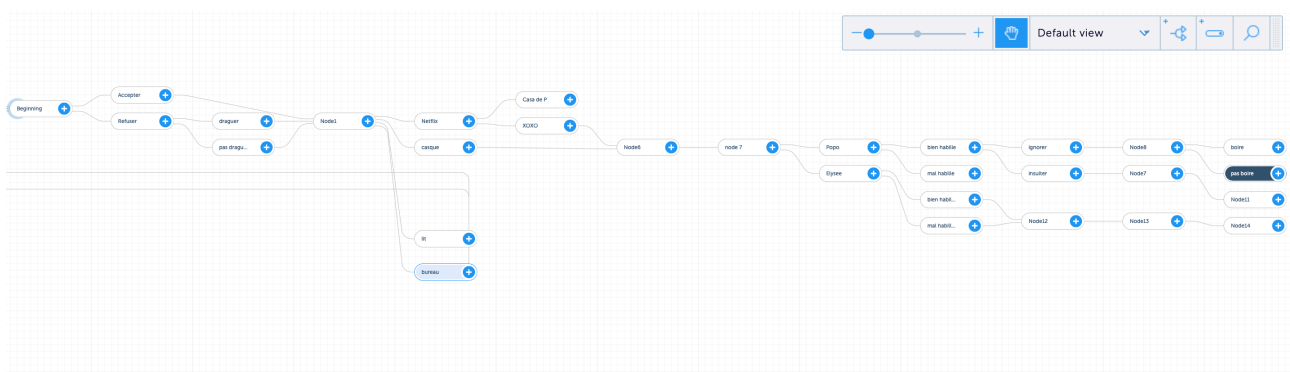 Default view
Beginning
Accepter
Refuser
draguer
pas dragu...
Node1
Netflix
casque
lit
bureau
Casa de P
XOXO
Node6
node 7
Popo
Elysee
bien habille
mal habille
bien habil...
mal habill...
ignorer
insulter
Node12
Node8
Node7
Node13
boire
pas boire
Node11
Node14